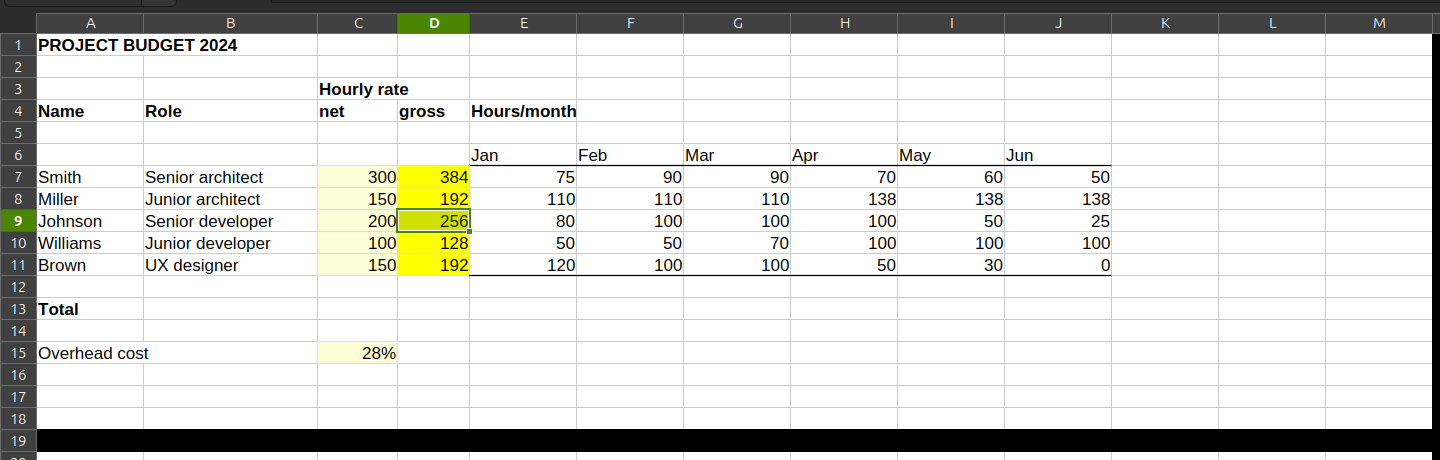 A B C D E F G H I J K L M
1 PROJECT BUDGET 2024
2
3 Hourly rate
4 Name Role net gross Hours/month
5
6 Jan Feb Mar Apr May Jun
7 Smith Senior architect 300 384 75 90 90 70 60 50
8 Miller Junior architect 150 192 110 110 110 138 138 138
9 Johnson Senior developer 200 256 80 100 100 100 50 25
10 Williams Junior developer 100 128 50 50 70 100 100 100
11 Brown UX designer 150 192 120 100 100 50 30 0
12
13 Total
14
15 Overhead cost 28%
16
17
18
19